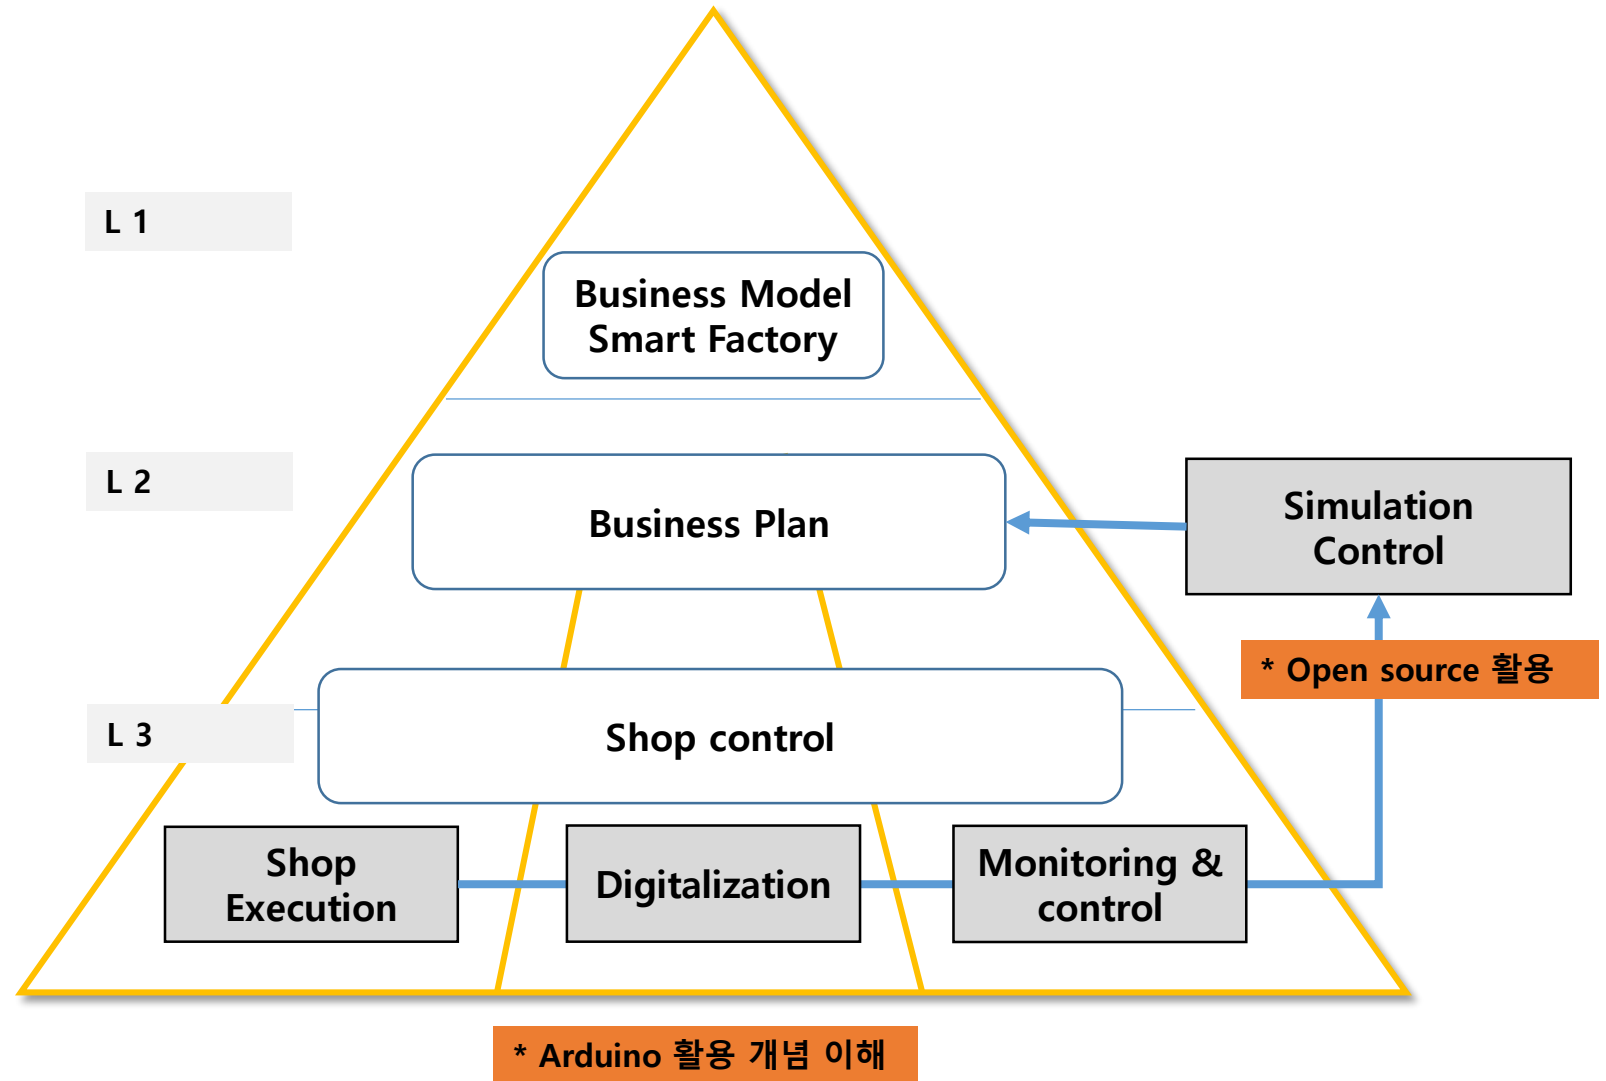 L 1
Business Model
Smart Factory
L 2
Business Plan
Simulation
Control
* Open source 활용
L 3
Shop control
Shop
Execution
Digitalization
Monitoring &
control
* Arduino 활용 개념 이해